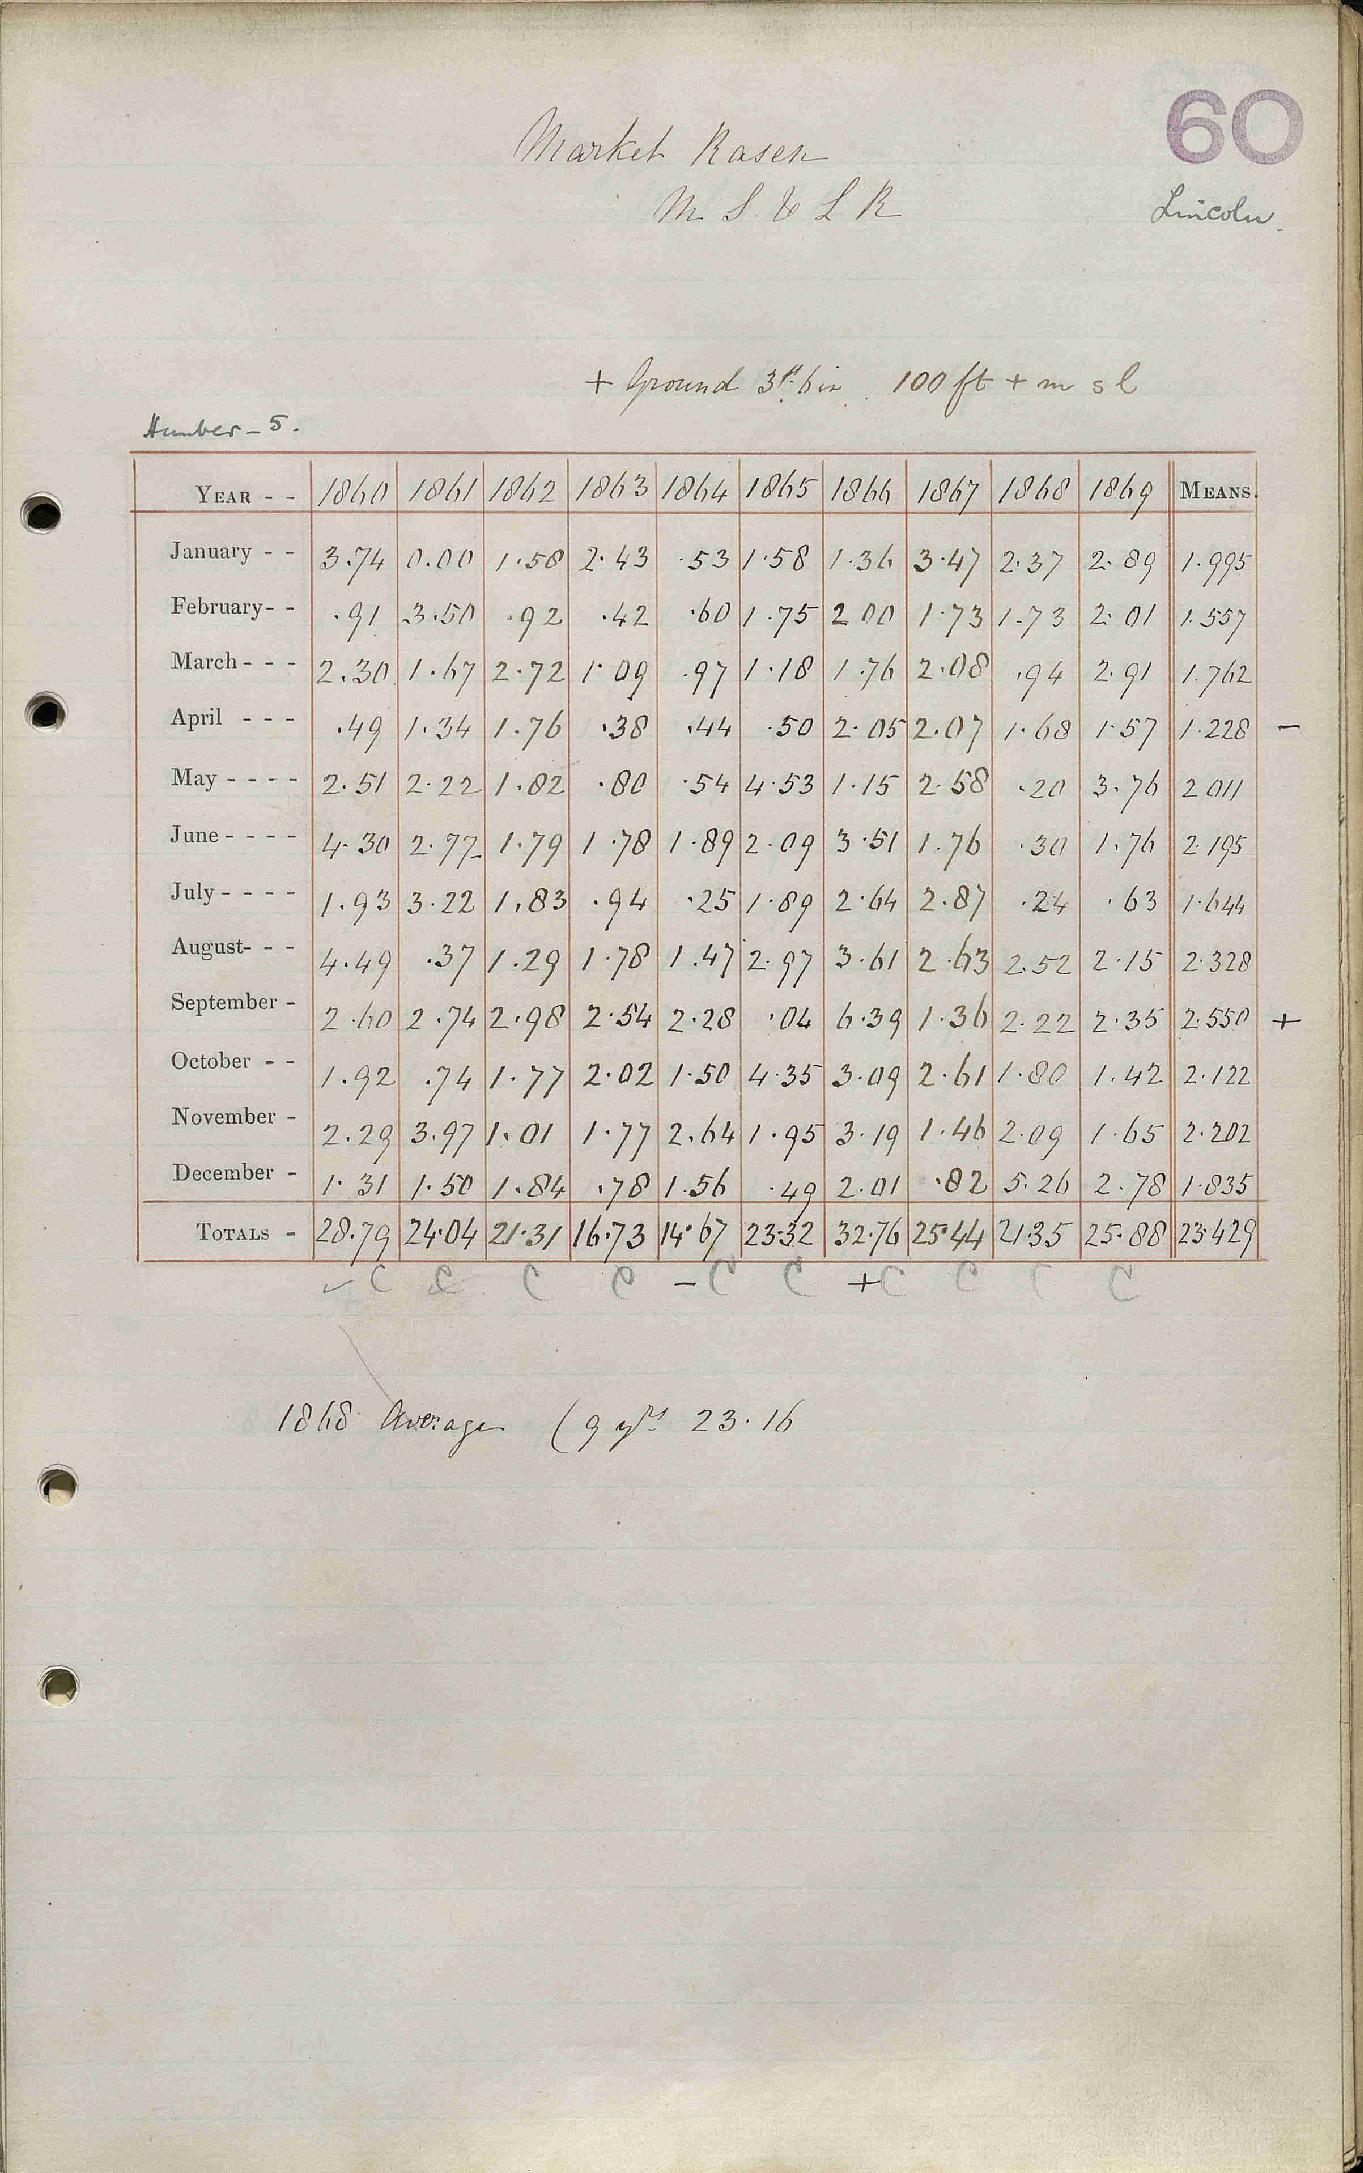 60
Market Rasen
M S. & L R
Lincoln.
+ Ground 3ft 6in. 100 ft + m s l
Humber - 5.
YEAR - - 1860 1861 1862 1863 1864 1865 1866 1867 1868 1869 MEANS.
January - - 3.74 0.00 1.58 2.43 .53 1.58 1.36 3.47 2.37 2.89 1.995
February - - .91 3.50 .92 .42 .60 1.75 2 00 1.73 1.73 2.01 1.557
March - - - 2.30 1.67 2.72 1.09 .97 1.18 1.76 2.08 .94 2.91 1.762
April - - - .49 1.34 1.76 .38 .44 .50 2.05 2.07 1.68 1.57 1.228 -
May - - - - 2.51 2.22 1.82 .80 .54 4.53 1.15 2.58 .20 3.76 2 011
June - - - - 4.30 2.77 1.79 1.78 1.89 2.09 3.51 1.76 .30 1.76 2.195
July - - - - 1.93 3.22 1.83 .94 .25 1.89 2.64 2.87 .24 .63 1.644
August - - - 4.49 .37 1.29 1.78 1.47 2.97 3.61 2.63 2.52 2.15 2.328
September - 2.60 2.74 2.98 2.54 2.28 .04 6.39 1.36 2.22 2.35 2.550 +
October - - 1.92 .74 1.77 2.02 1.50 4.35 3.09 2.61 1.80 1.42 2.122
November - 2.29 3.97 1.01 1.77 2.64 1.95 3.19 1.46 2.09 1.65 2.202
December - 1.31 1.50 1.84 .78 1.56 .49 2.01 .82 5.26 2.78 1.835
TOTALS - 28.79 24.04 21.31 16.73 14.67 23.32 32.76 25.44 21.35 25.88 23.429
- +
1868 Average (9 yrs 23.16